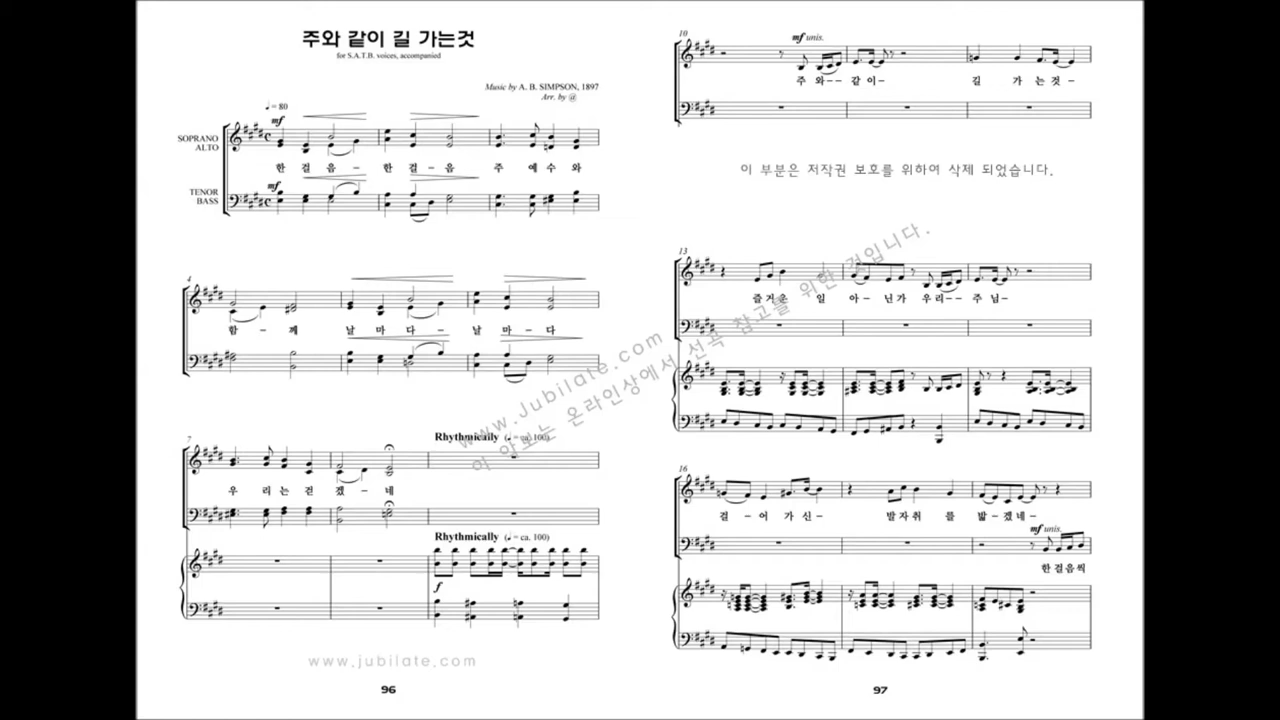 주와 같이 길 가는것
for S.A.T.B. voices, accompanied
Music by A. B. SIMPSON, 1897
Arr. by @
♩ = 80
mf
SOPRANO
ALTO
한 걸 음 - 한 걸 - 음 주 예 수 와
mf
TENOR
BASS
4
함 - 께 날 마 다 - 날 마 - 다
7
Rhythmically (♩ = ca. 100)
우 리 는 걷 겠 - 네
Rhythmically (♩ = ca. 100)
f
www.jubilate.com
96
10
mf unis.
주 와 - - 같 이 - 길 가 는 것 -
이 부분은 저작권 보호를 위하여 삭제 되었습니다.
13
즐거운 일 아 - 닌가 우리 - - 주 님 -
16
걸 - 어 가 신 - 발자취 를 밟 - 겠네 -
mf unis.
한 걸음씩
97
www.Jubilate.com
이 악보는 온라인상에서 선곡 참고를 위한 것입니다.